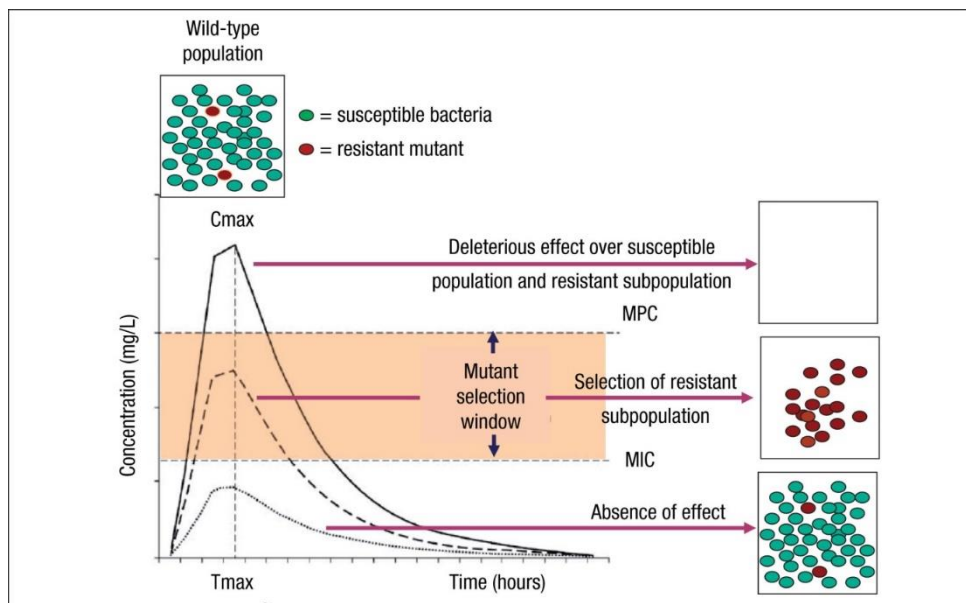 Wild-type
population
= susceptible bacteria
= resistant mutant
Cmax
Deleterious effect over susceptible
population and resistant subpopulation
MPC
Concentration (mg/L)
Mutant
selection
window
Selection of resistant
subpopulation
MIC
Absence of effect
Tmax
Time (hours)